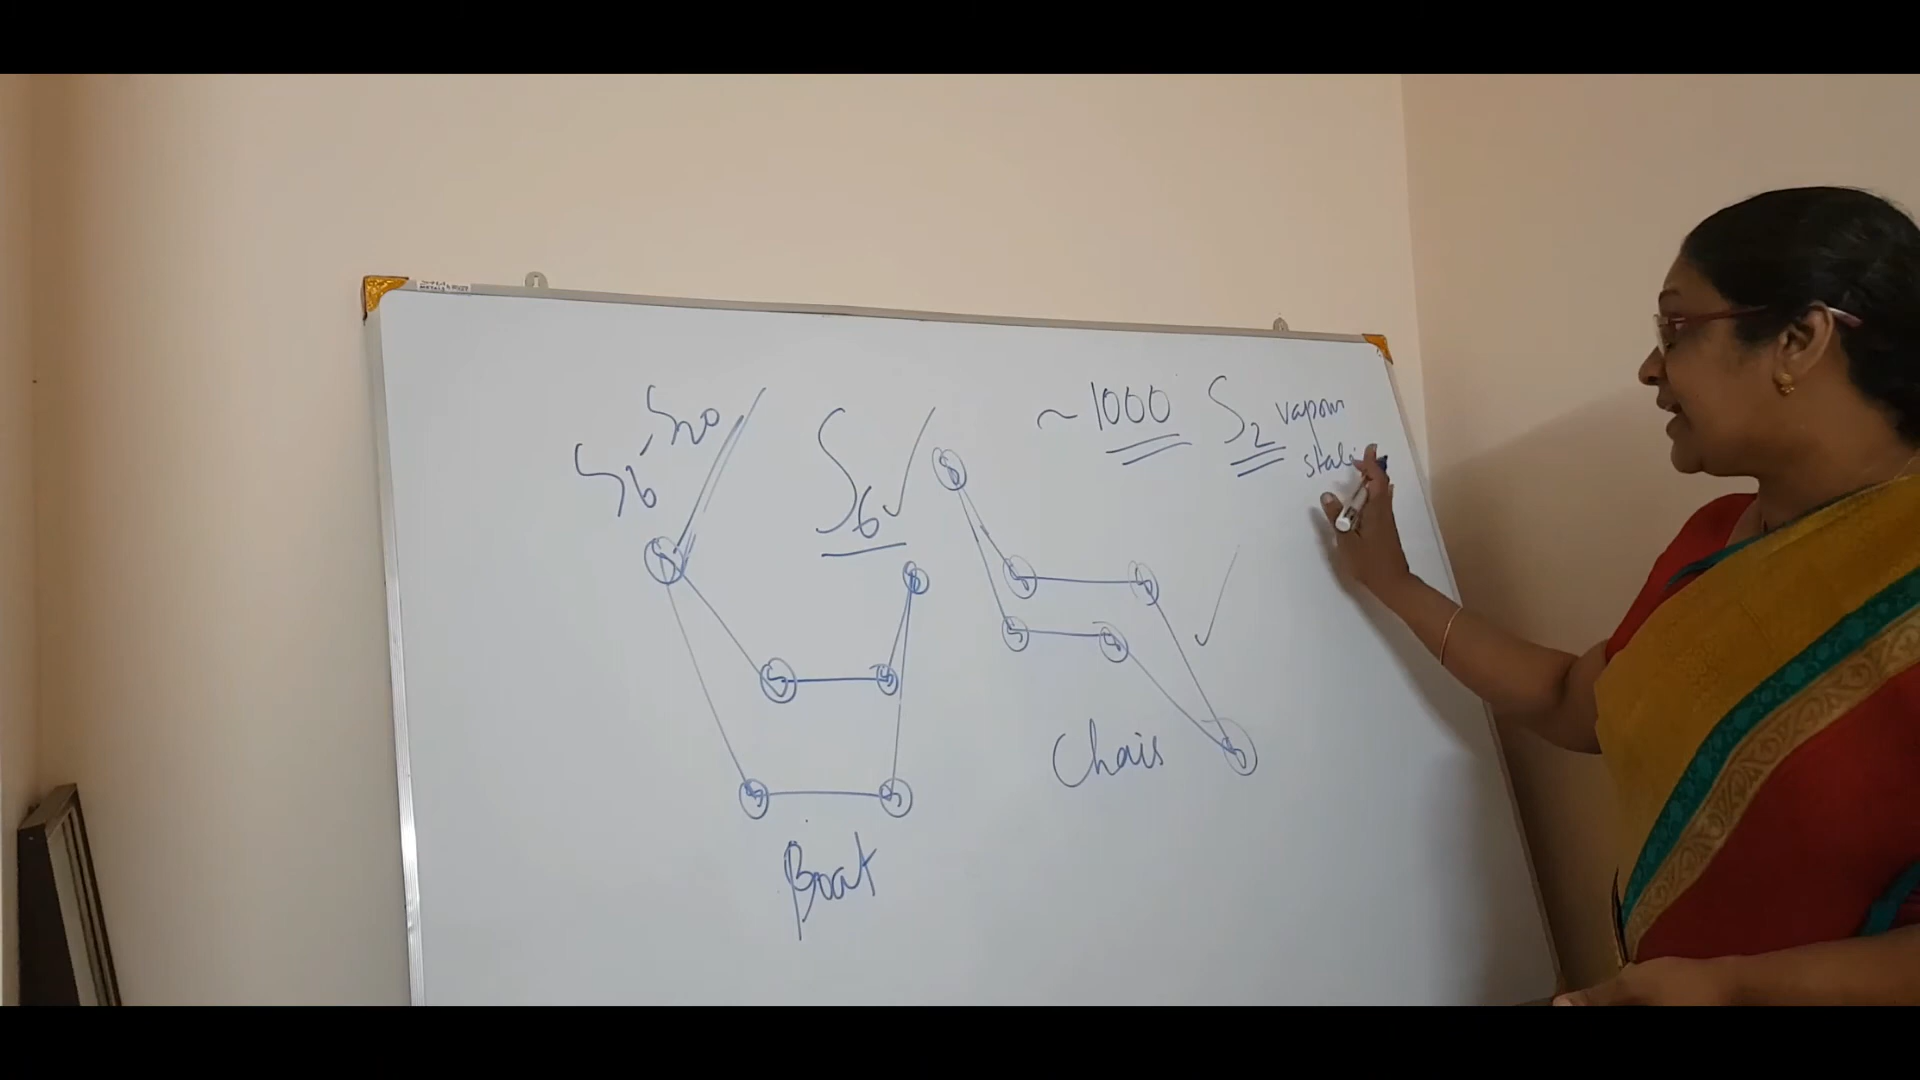 S6 - S20
S6
~ 1000 S2 vapour
S S S S S S
S S S S S S
Chair
Boat